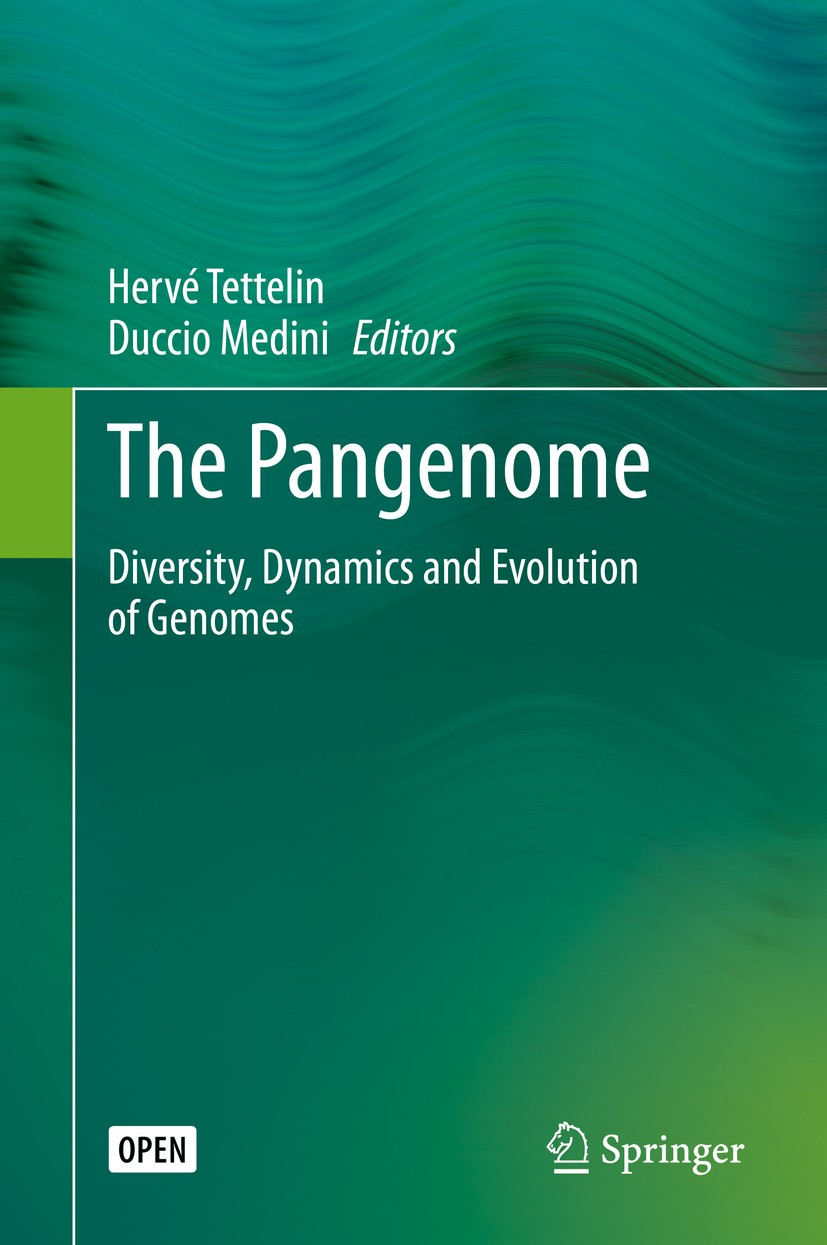 Hervé Tettelin
Duccio Medini Editors
The Pangenome
Diversity, Dynamics and Evolution
of Genomes
OPEN
Springer